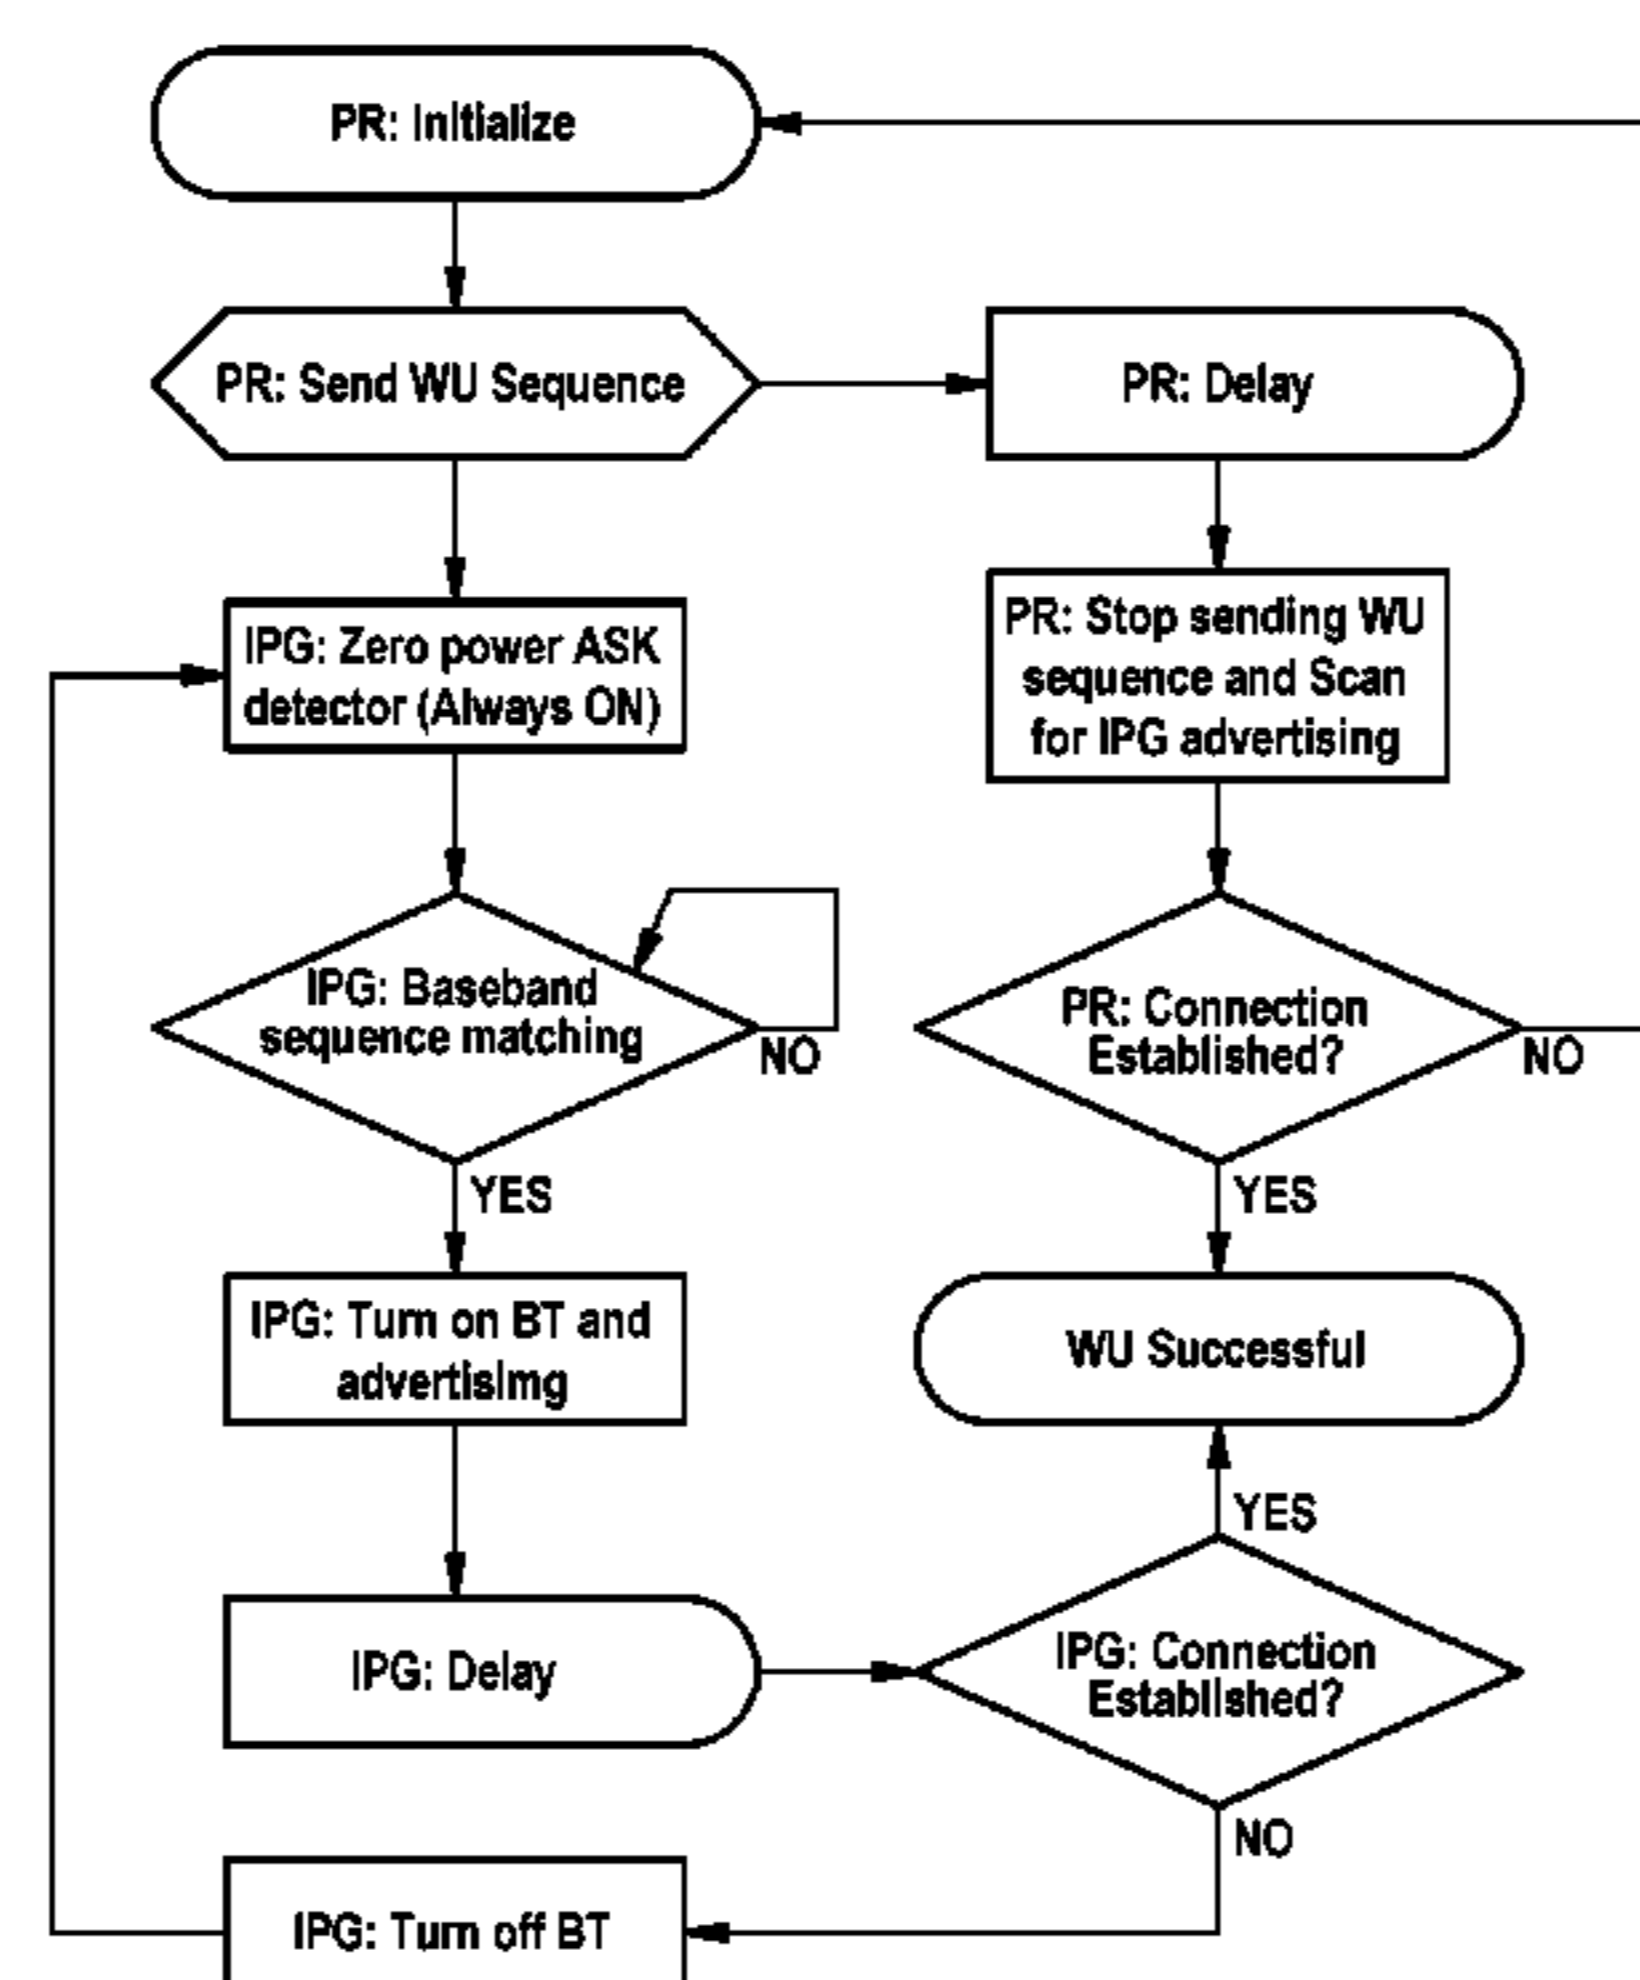 PR: Initialize
PR: Send WU Sequence
PR: Delay
IPG: Zero power ASK
detector (Always ON)
PR: Stop sending WU
sequence and Scan
for IPG advertising
IPG: Baseband
sequence matching
NO
YES
PR: Connection
Established?
NO
YES
IPG: Turn on BT and
advertisimg
WU Successful
YES
IPG: Delay
IPG: Connection
Established?
NO
IPG: Turn off BT